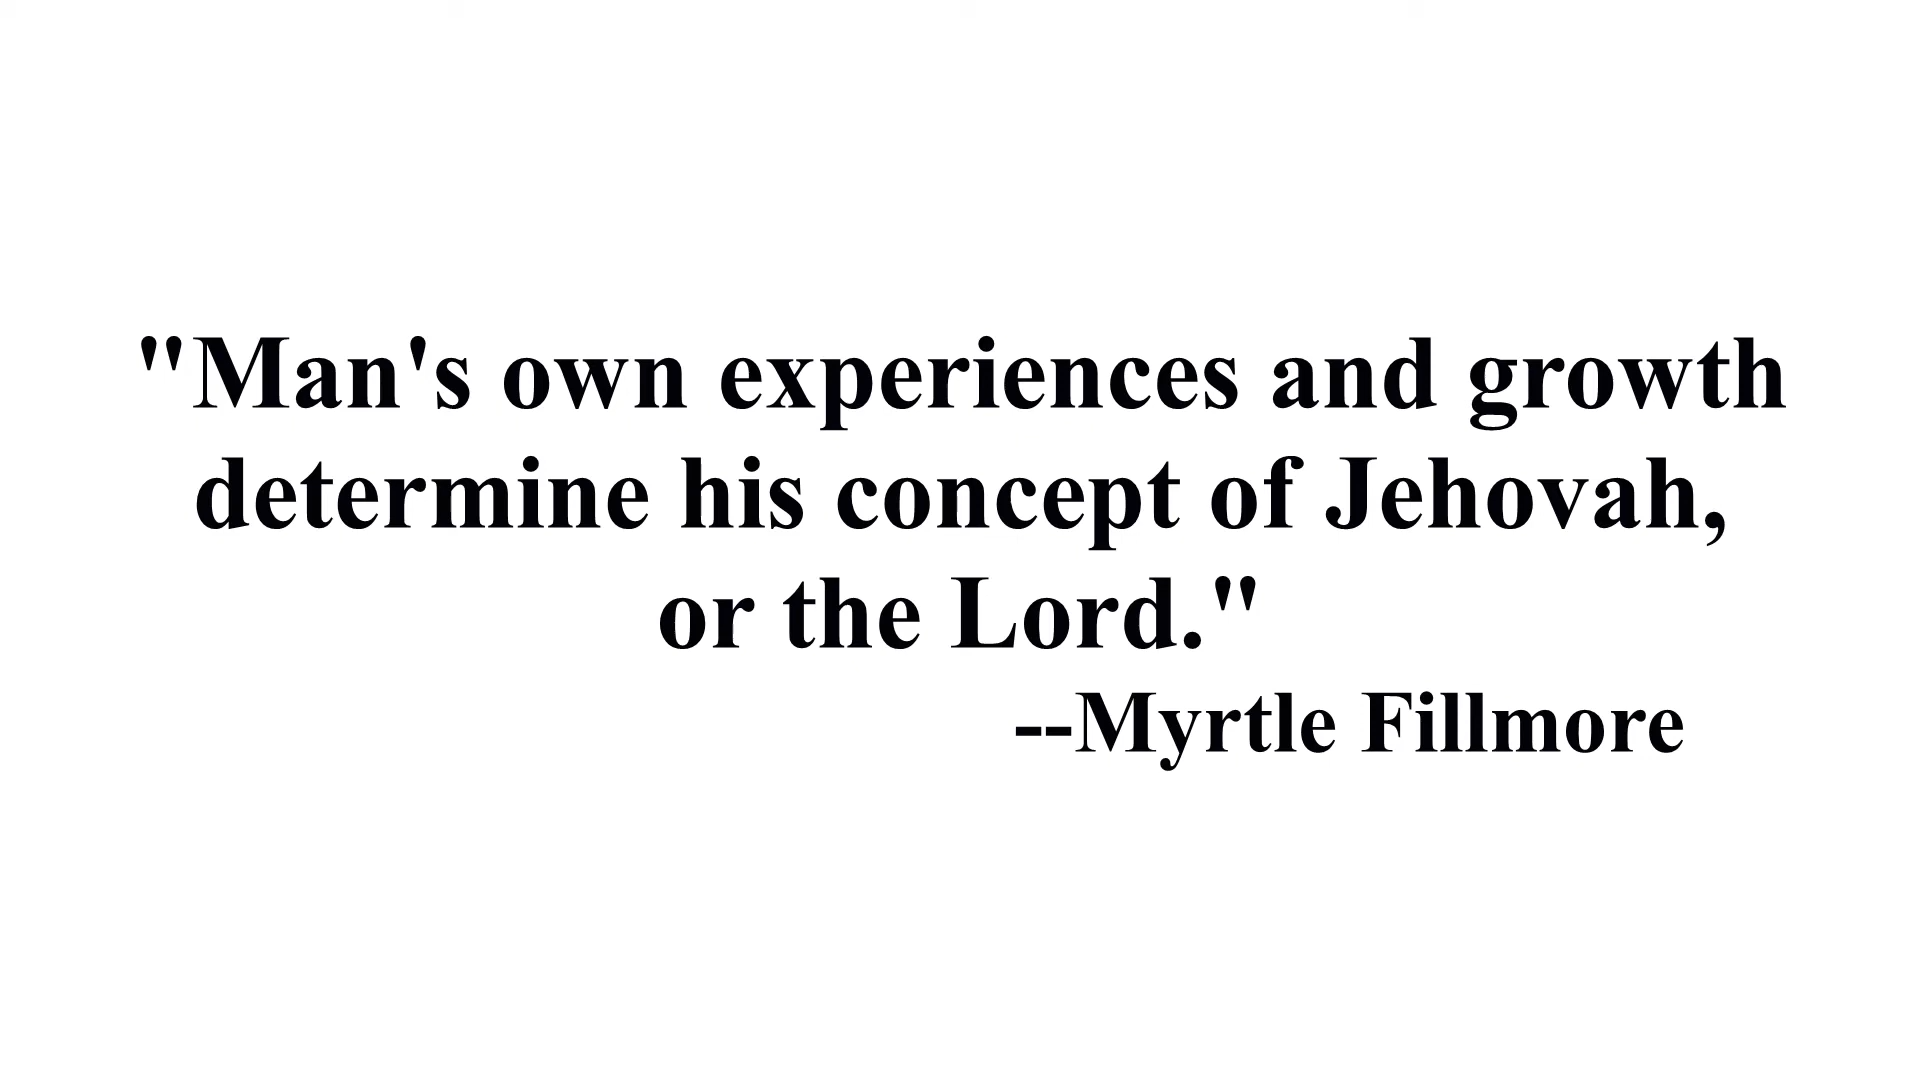 "Man's own experiences and growth
determine his concept of Jehovah,
or the Lord."
--Myrtle Fillmore